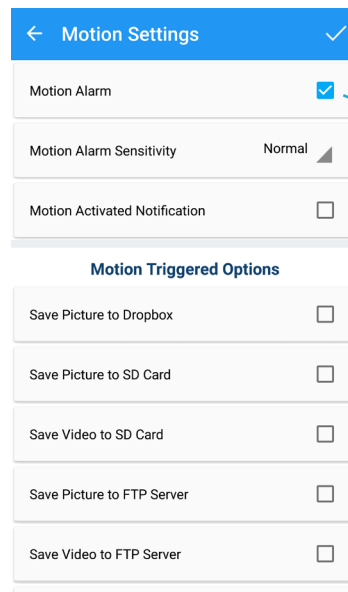 Motion Settings
Motion Alarm
Motion Alarm Sensitivity Normal
Motion Activated Notification
Motion Triggered Options
Save Picture to Dropbox
Save Picture to SD Card
Save Video to SD Card
Save Picture to FTP Server
Save Video to FTP Server